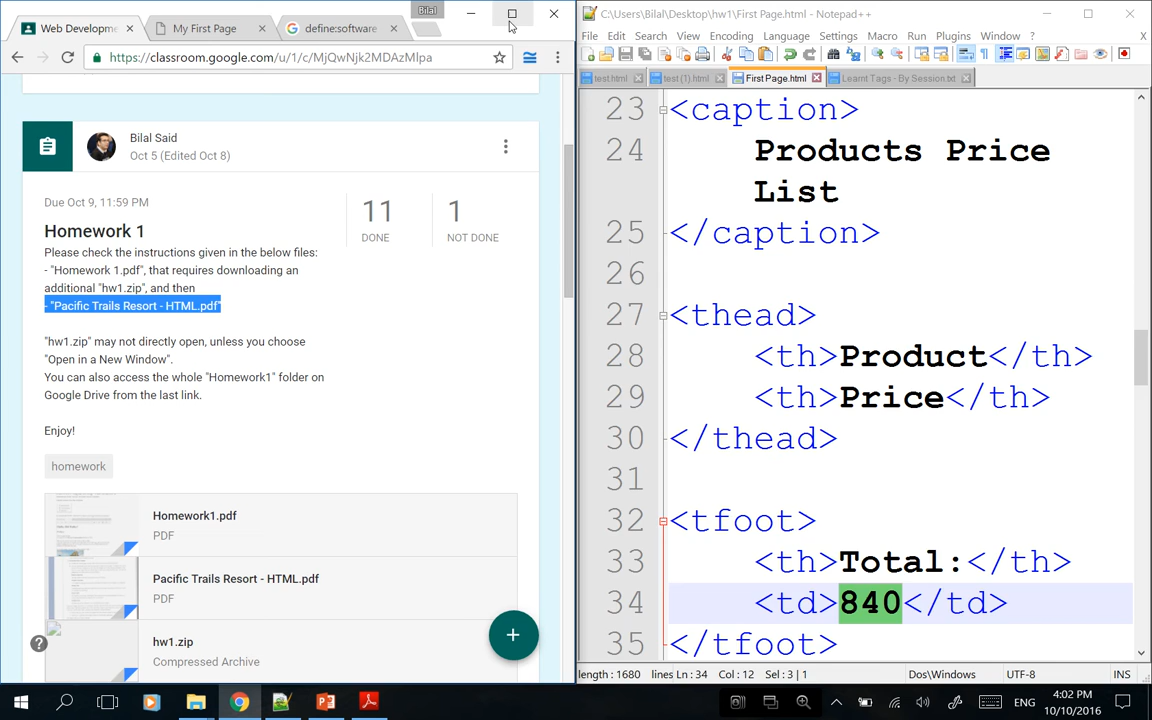 Web Developme
My First Page
define:software
Bilal
https://classroom.google.com/u/1/c/MjQwNjk2MDAzMlpa
Bilal Said
Oct 5 (Edited Oct 8)
Due Oct 9, 11:59 PM
11
DONE
1
NOT DONE
Homework 1
Please check the instructions given in the below files:
- "Homework 1.pdf", that requires downloading an
additional "hw1.zip", and then
- "Pacific Trails Resort - HTML.pdf"
"hw1.zip" may not directly open, unless you choose
"Open in a New Window".
You can also access the whole "Homework1" folder on
Google Drive from the last link.
Enjoy!
homework
Homework1.pdf
PDF
Pacific Trails Resort - HTML.pdf
PDF
hw1.zip
Compressed Archive
C:\Users\Bilal\Desktop\hw1\First Page.html - Notepad++
File Edit Search View Encoding Language Settings Macro Run Plugins Window ? X
test.html
test (1).html
First Page.html
Learnt Tags - By Session.txt
23 <caption>
24 Products Price
List
25 </caption>
26
27 <thead>
28 <th>Product</th>
29 <th>Price</th>
30 </thead>
31
32 <tfoot>
33 <th>Total:</th>
34 <td>840</td>
35 </tfoot>
length : 1680 lines Ln : 34 Col : 12 Sel : 3 | 1 Dos\Windows UTF-8 INS
ENG
4:02 PM
10/10/2016